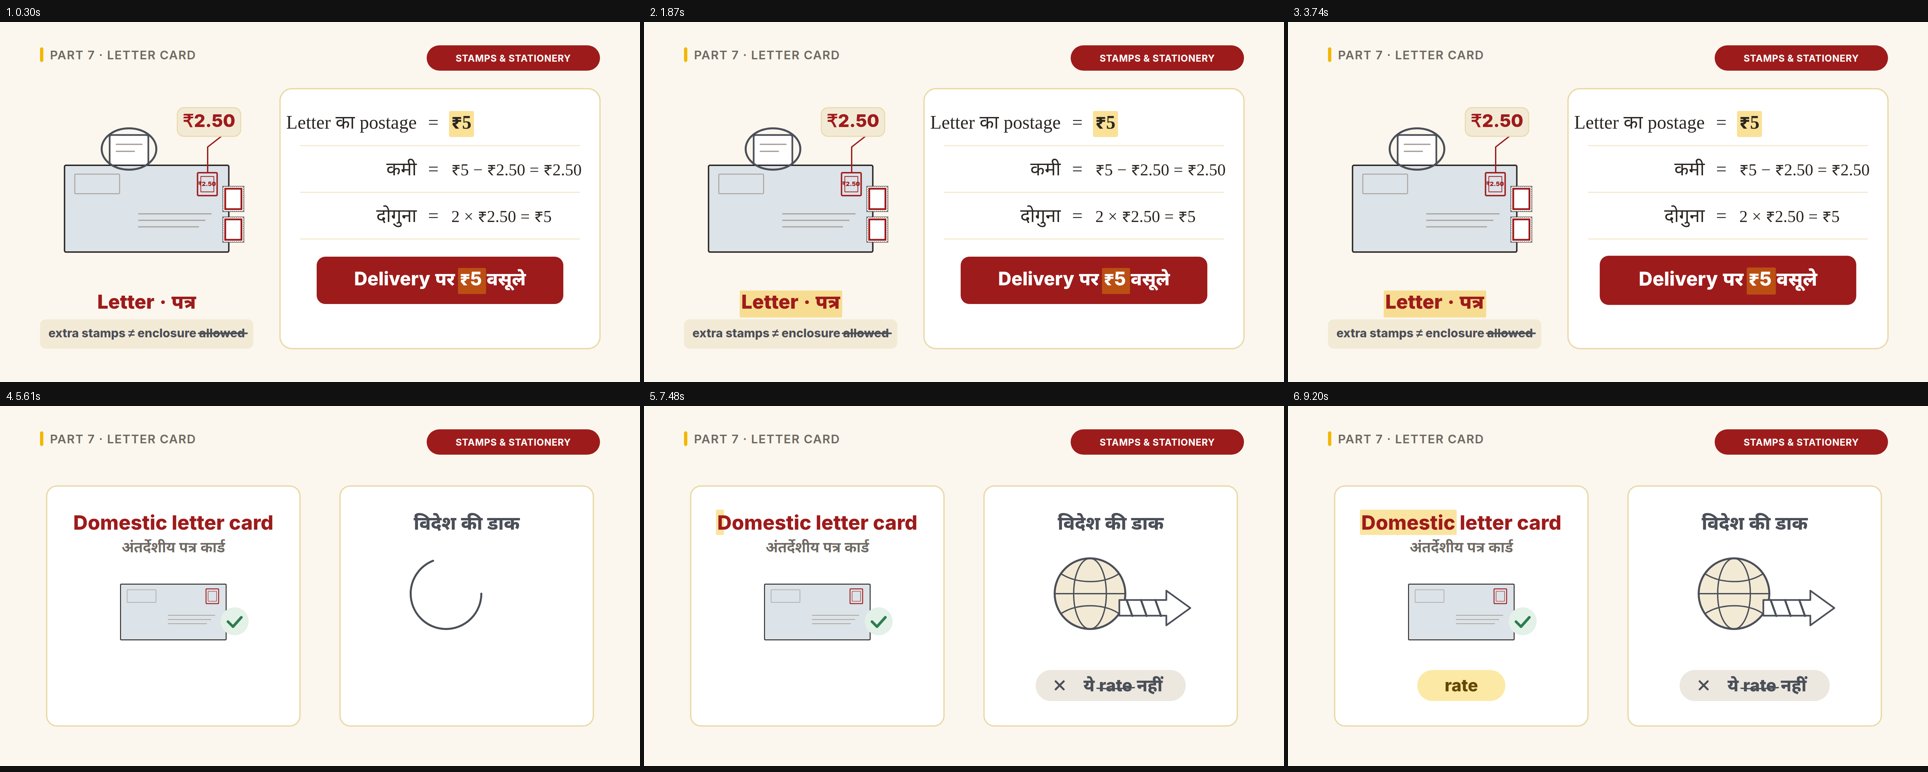 1. 0.30s
PART 7 · LETTER CARD
STAMPS & STATIONERY
₹2.50
₹2.50
Letter · पत्र
extra stamps ≠ enclosure allowed
Letter का postage = ₹5
कमी = ₹5 − ₹2.50 = ₹2.50
दोगुना = 2 × ₹2.50 = ₹5
Delivery पर ₹5 वसूले
2. 1.87s
PART 7 · LETTER CARD
STAMPS & STATIONERY
₹2.50
₹2.50
Letter · पत्र
extra stamps ≠ enclosure allowed
Letter का postage = ₹5
कमी = ₹5 − ₹2.50 = ₹2.50
दोगुना = 2 × ₹2.50 = ₹5
Delivery पर ₹5 वसूले
3. 3.74s
PART 7 · LETTER CARD
STAMPS & STATIONERY
₹2.50
₹2.50
Letter · पत्र
extra stamps ≠ enclosure allowed
Letter का postage = ₹5
कमी = ₹5 − ₹2.50 = ₹2.50
दोगुना = 2 × ₹2.50 = ₹5
Delivery पर ₹5 वसूले
4. 5.61s
PART 7 · LETTER CARD
STAMPS & STATIONERY
Domestic letter card
अंतर्देशीय पत्र कार्ड
विदेश की डाक
5. 7.48s
PART 7 · LETTER CARD
STAMPS & STATIONERY
Domestic letter card
अंतर्देशीय पत्र कार्ड
विदेश की डाक
× ये rate नहीं
6. 9.20s
PART 7 · LETTER CARD
STAMPS & STATIONERY
Domestic letter card
अंतर्देशीय पत्र कार्ड
rate
विदेश की डाक
× ये rate नहीं